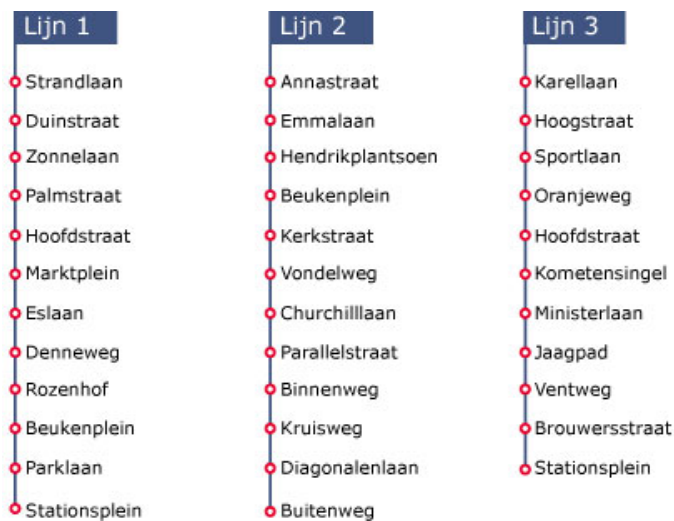 Lijn 1
Strandlaan
Duinstraat
Zonnelaan
Palmstraat
Hoofdstraat
Marktplein
Eslaan
Denneweg
Rozenhof
Beukenplein
Parklaan
Stationsplein
Lijn 2
Annastraat
Emmalaan
Hendrikplantsoen
Beukenplein
Kerkstraat
Vondelweg
Churchilllaan
Parallelstraat
Binnenweg
Kruisweg
Diagonalenlaan
Buitenweg
Lijn 3
Karellaan
Hoogstraat
Sportlaan
Oranjeweg
Hoofdstraat
Kometensingel
Ministerlaan
Jaagpad
Ventweg
Brouwersstraat
Stationsplein